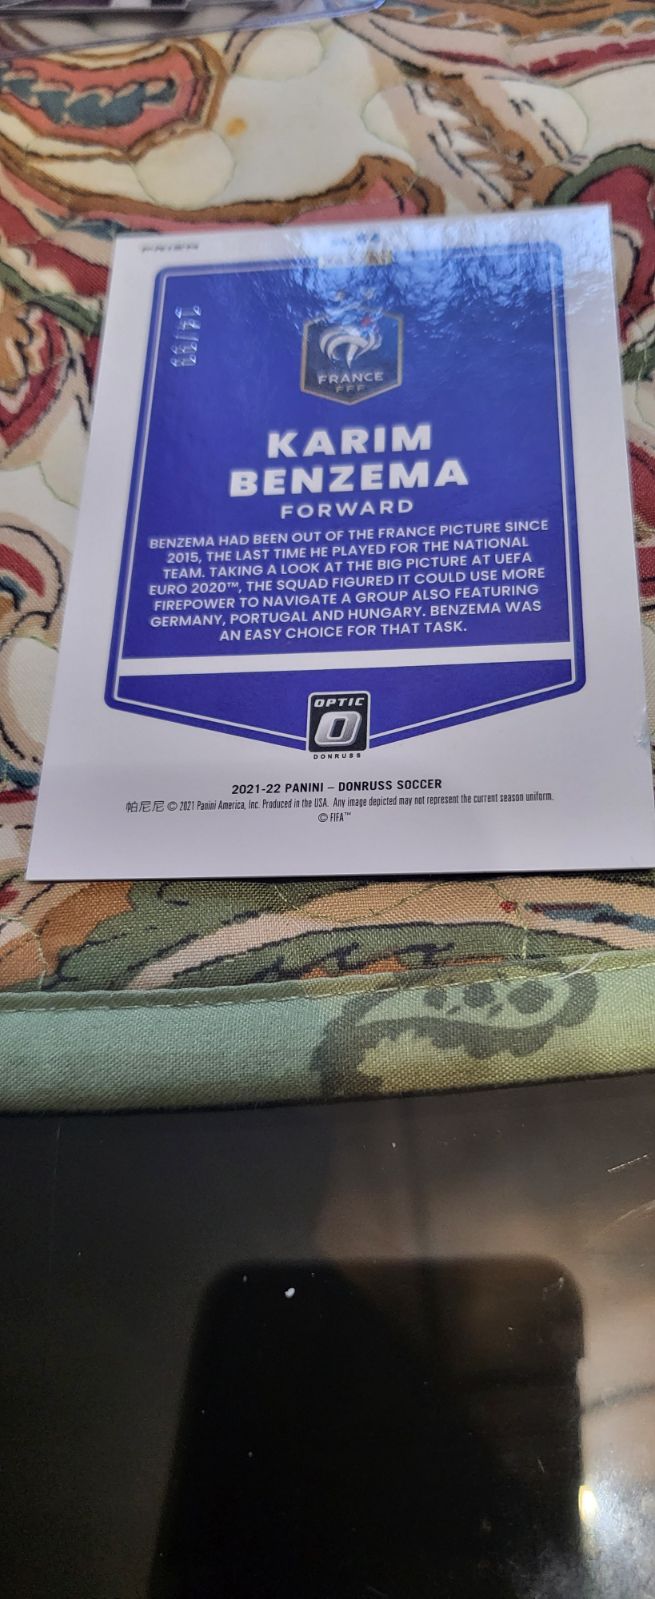 PRIZM
FRANCE
FFF
KARIM
BENZEMA
FORWARD
BENZEMA HAD BEEN OUT OF THE FRANCE PICTURE SINCE
2015, THE LAST TIME HE PLAYED FOR THE NATIONAL
TEAM. TAKING A LOOK AT THE BIG PICTURE AT UEFA
EURO 2020™, THE SQUAD FIGURED IT COULD USE MORE
FIREPOWER TO NAVIGATE A GROUP ALSO FEATURING
GERMANY, PORTUGAL AND HUNGARY. BENZEMA WAS
AN EASY CHOICE FOR THAT TASK.
OPTIC
DONRUSS
2021-22 PANINI – DONRUSS SOCCER
帕尼尼 © 2021 Panini America, Inc. Produced in the USA. Any image depicted may not represent the current season uniform.
© FIFA™